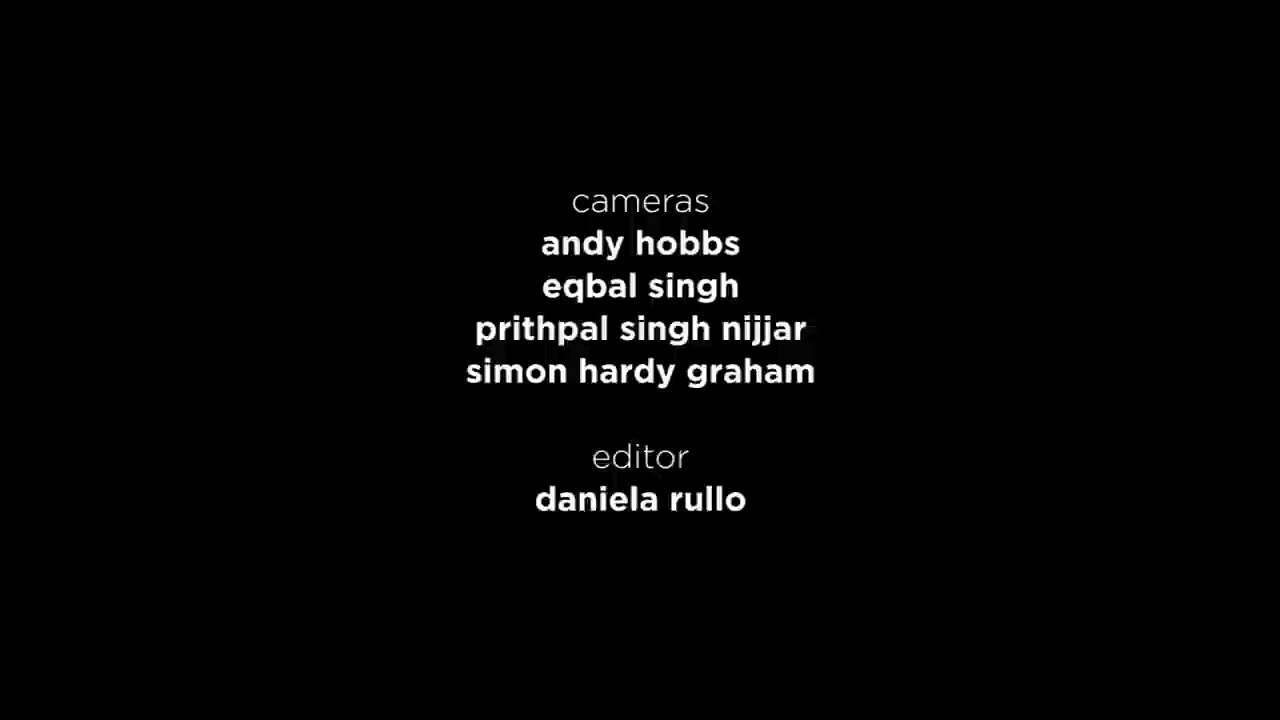 cameras
andy hobbs
eqbal singh
prithpal singh nijjar
simon hardy graham
editor
daniela rullo